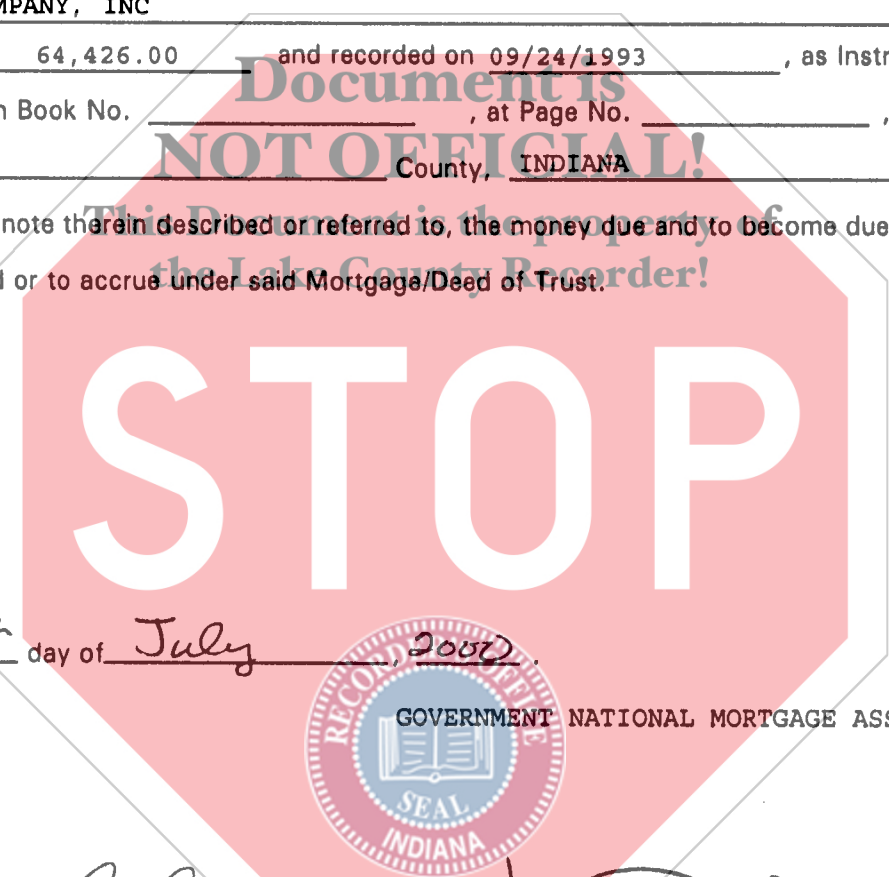 MPANY, INC
64,426.00 and recorded on 09/24/1993 , as Instr
Document is
n Book No. , at Page No. ,
NOT OFFICIAL!
County, INDIANA
This Document is the property of
note therein described or referred to, the money due and to become due
the Lake County Recorder!
or to accrue under said Mortgage/Deed of Trust.
STOP
day of July , 2000 .
RECORDER'S OFFICE
GOVERNMENT NATIONAL MORTGAGE ASS
SEAL
INDIANA